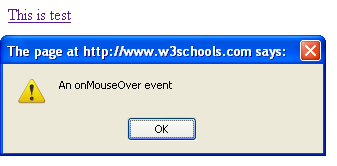 This is test
The page at http://www.w3schools.com says:
An onMouseOver event
OK